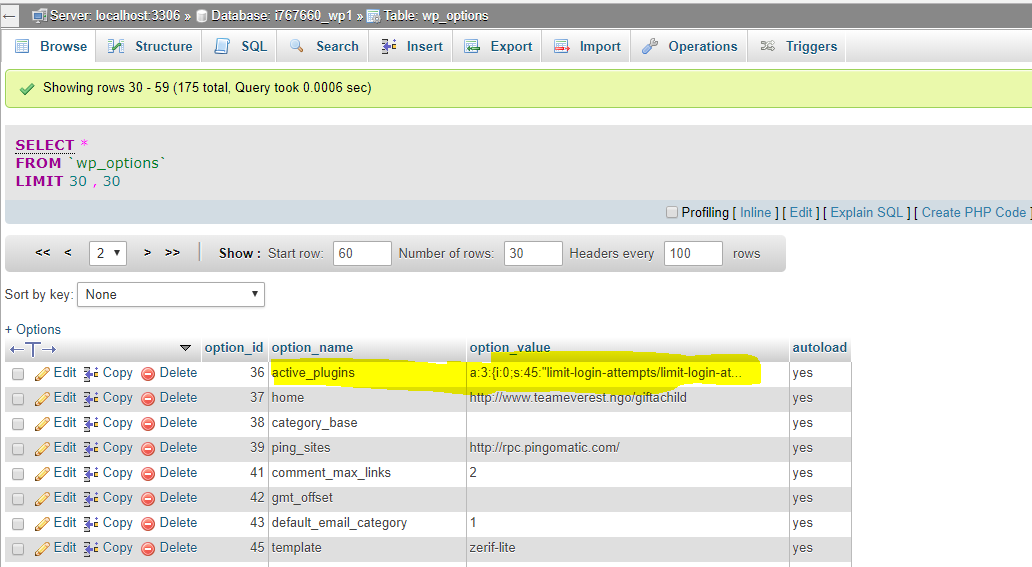 Server: localhost:3306 » Database: i767660_wp1 » Table: wp_options
Browse Structure SQL Search Insert Export Import Operations Triggers
Showing rows 30 - 59 (175 total, Query took 0.0006 sec)
SELECT *
FROM `wp_options`
LIMIT 30 , 30
Profiling [ Inline ] [ Edit ] [ Explain SQL ] [ Create PHP Code ]
<< < 2 > >> Show : Start row: 60 Number of rows: 30 Headers every 100 rows
Sort by key: None
+ Options
option_id option_name option_value autoload
Edit Copy Delete 36 active_plugins a:3:{i:0;s:45:"limit-login-attempts/limit-login-at... yes
Edit Copy Delete 37 home http://www.teameverest.ngo/giftachild yes
Edit Copy Delete 38 category_base yes
Edit Copy Delete 39 ping_sites http://rpc.pingomatic.com/ yes
Edit Copy Delete 41 comment_max_links 2 yes
Edit Copy Delete 42 gmt_offset yes
Edit Copy Delete 43 default_email_category 1 yes
Edit Copy Delete 45 template zerif-lite yes